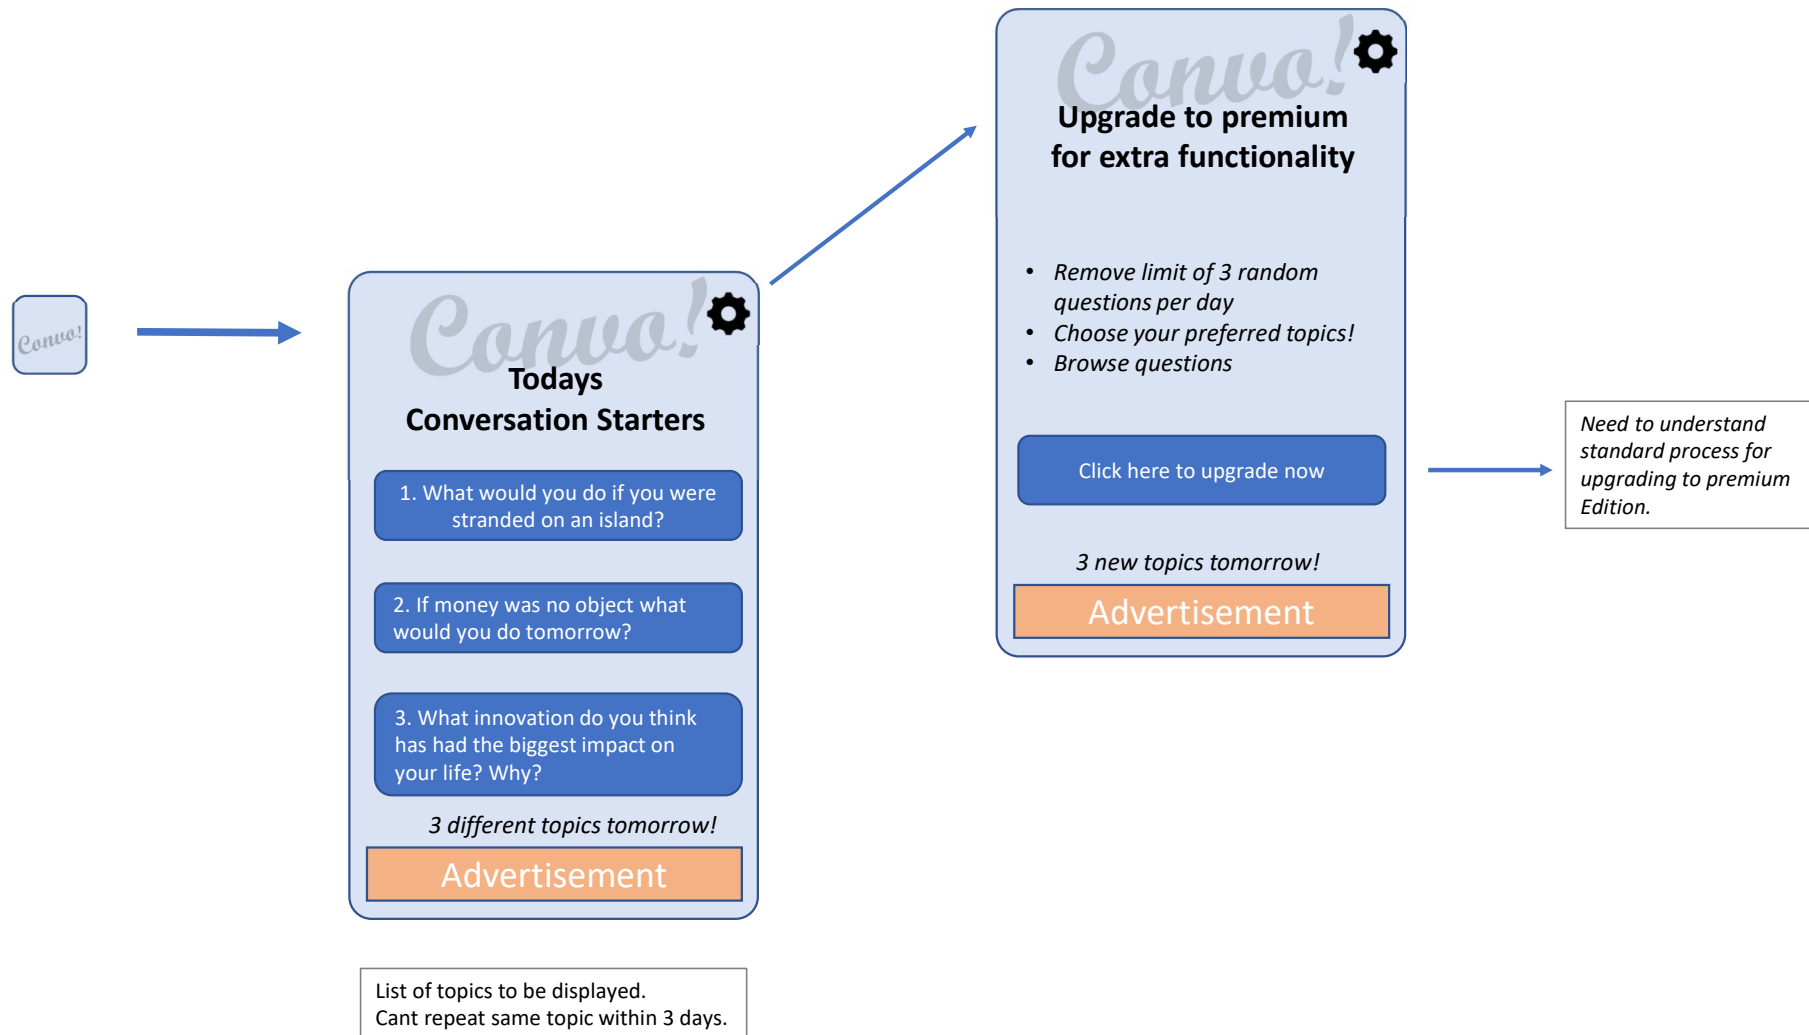 Convo!
Convo!
Todays
Conversation Starters
1. What would you do if you were
stranded on an island?
2. If money was no object what
would you do tomorrow?
3. What innovation do you think
has had the biggest impact on
your life? Why?
3 different topics tomorrow!
Advertisement
List of topics to be displayed.
Cant repeat same topic within 3 days.
Convo!
Upgrade to premium
for extra functionality
• Remove limit of 3 random
questions per day
• Choose your preferred topics!
• Browse questions
Click here to upgrade now
3 new topics tomorrow!
Advertisement
Need to understand
standard process for
upgrading to premium
Edition.